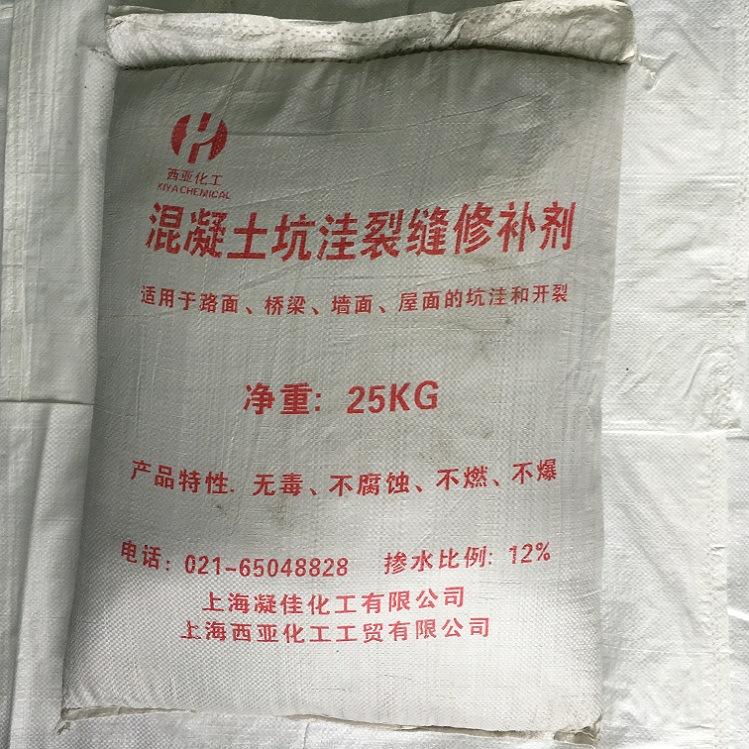 西亚化工
XIYACHEMICAL
混凝土坑洼裂缝修补剂
适用于路面、桥梁、墙面、屋面的坑洼和开裂
净重: 25KG
产品特性. 无毒、不腐蚀、不燃、不爆
电话: 021-65048828 掺水比例: 12%
上海凝佳化工有限公司
上海西亚化工工贸有限公司